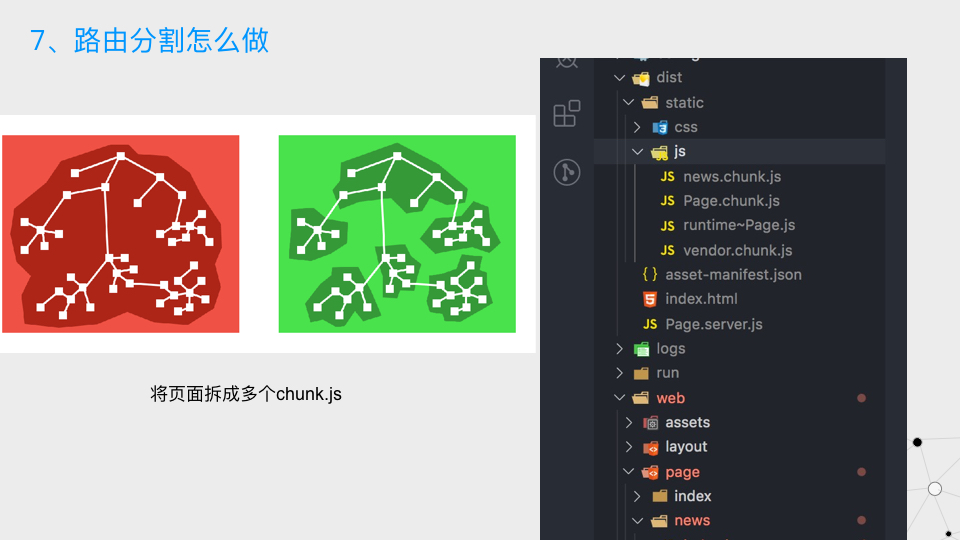 7、路由分割怎么做
将页面拆成多个chunk.js
dist
static
css
js
JS news.chunk.js
JS Page.chunk.js
JS runtime~Page.js
JS vendor.chunk.js
{ } asset-manifest.json
index.html
JS Page.server.js
logs
run
web
assets
layout
page
index
news